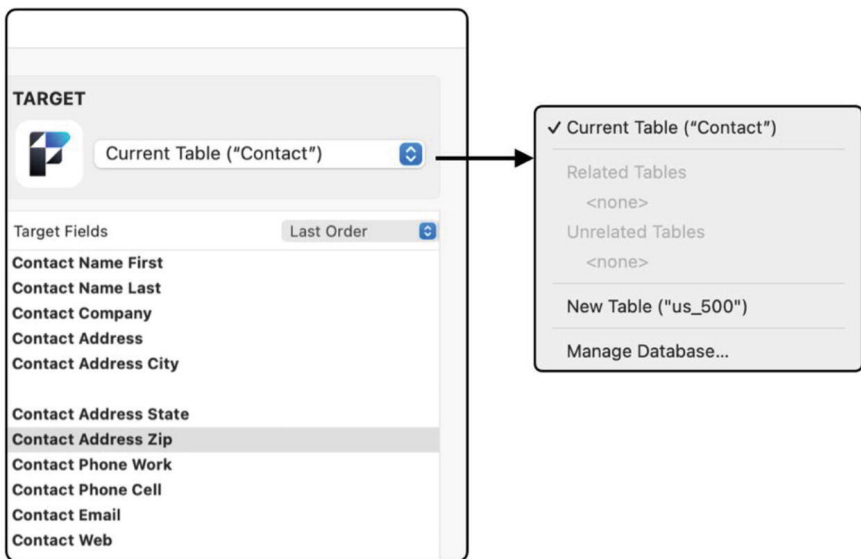 TARGET
Current Table (“Contact”)
Target Fields
Last Order
Contact Name First
Contact Name Last
Contact Company
Contact Address
Contact Address City
Contact Address State
Contact Address Zip
Contact Phone Work
Contact Phone Cell
Contact Email
Contact Web
✓ Current Table (“Contact”)
Related Tables
<none>
Unrelated Tables
<none>
New Table ("us_500")
Manage Database...